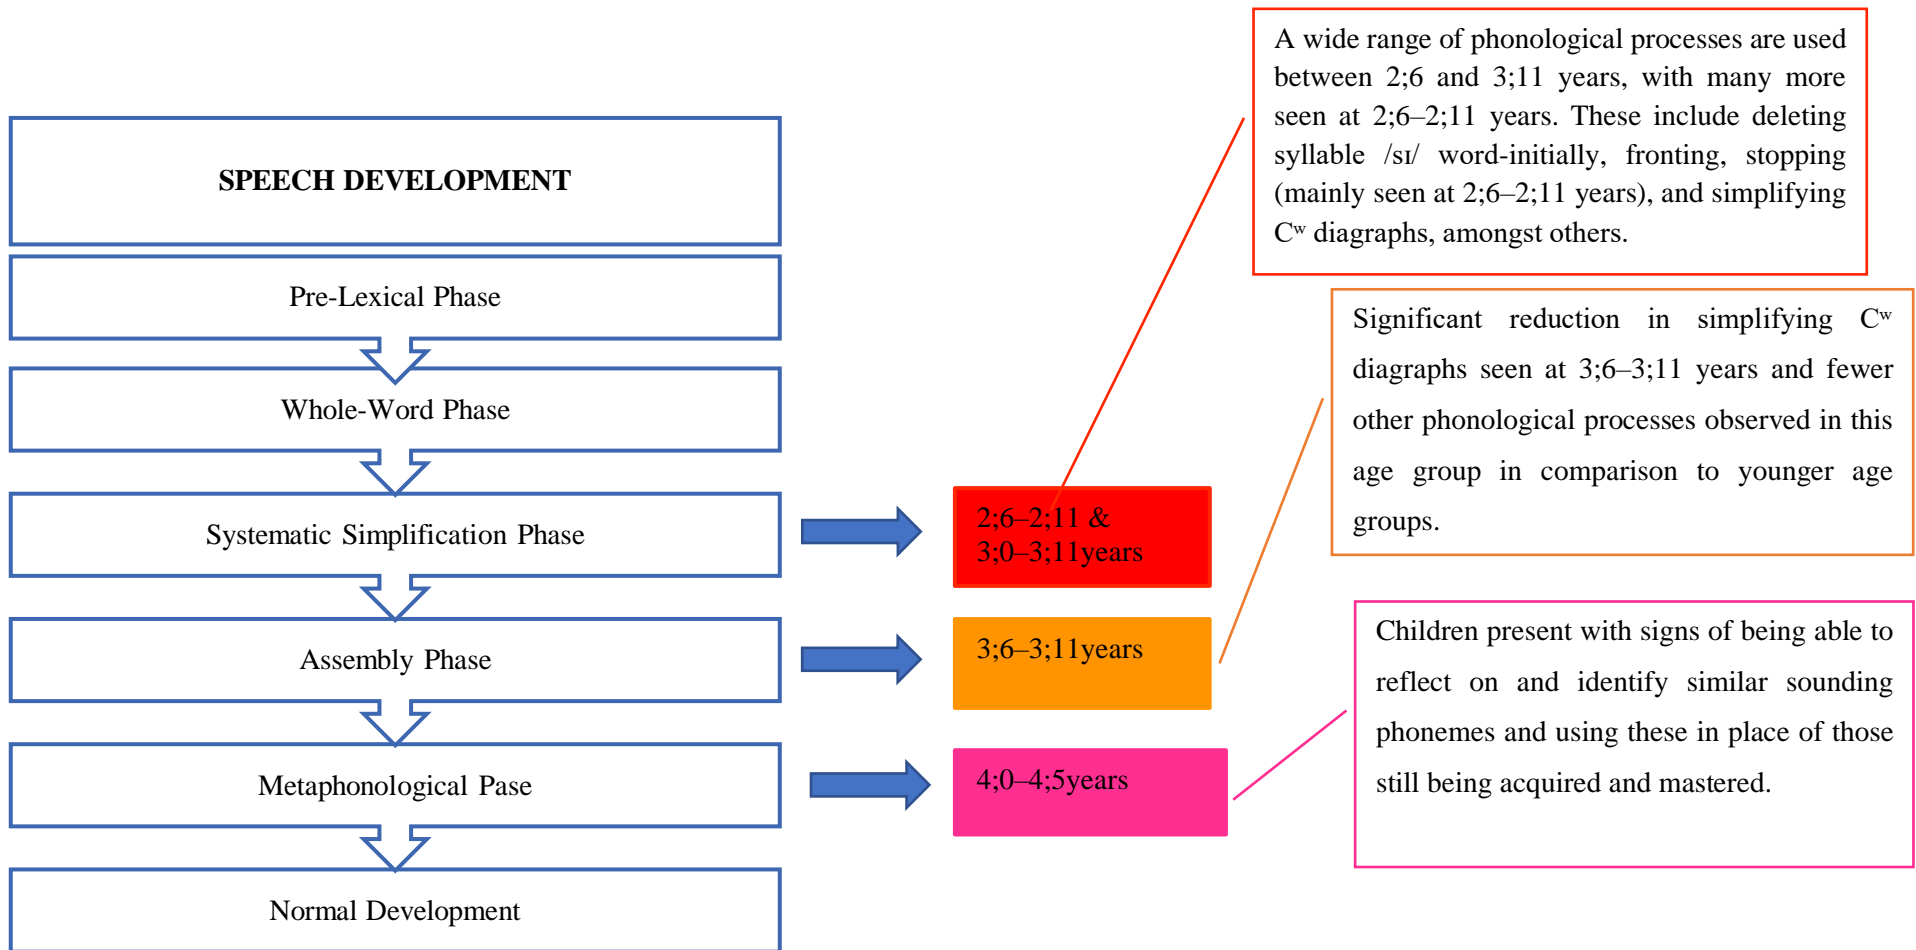 SPEECH DEVELOPMENT
Pre-Lexical Phase
Whole-Word Phase
Systematic Simplification Phase
Assembly Phase
Metaphonological Pase
Normal Development
2;6–2;11 &
3;0–3;11years
3;6–3;11years
4;0–4;5years
A wide range of phonological processes are used
between 2;6 and 3;11 years, with many more
seen at 2;6–2;11 years. These include deleting
syllable /sɪ/ word-initially, fronting, stopping
(mainly seen at 2;6–2;11 years), and simplifying
Cʷ diagraphs, amongst others.
Significant reduction in simplifying Cʷ
diagraphs seen at 3;6–3;11 years and fewer
other phonological processes observed in this
age group in comparison to younger age
groups.
Children present with signs of being able to
reflect on and identify similar sounding
phonemes and using these in place of those
still being acquired and mastered.